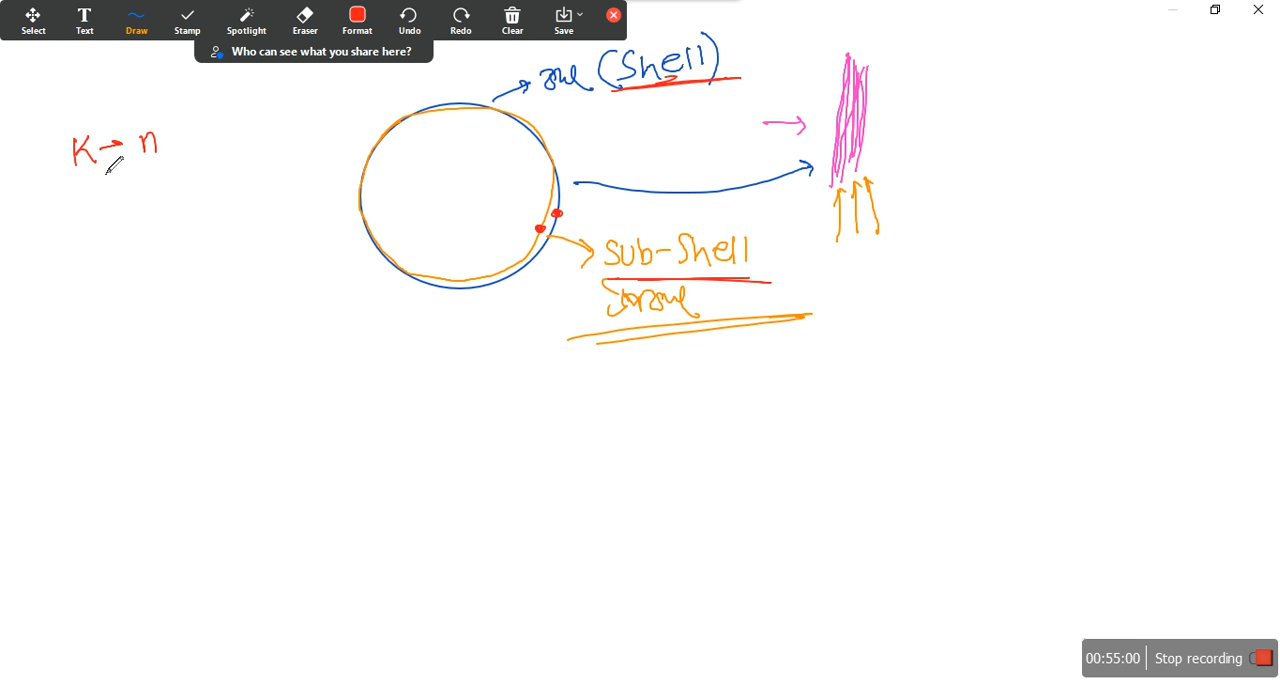 Select Text Draw Stamp Spotlight Eraser Format Undo Redo Clear Save
Who can see what you share here?
(Shell)
K → n
Sub-Shell
00:55:00 Stop recording